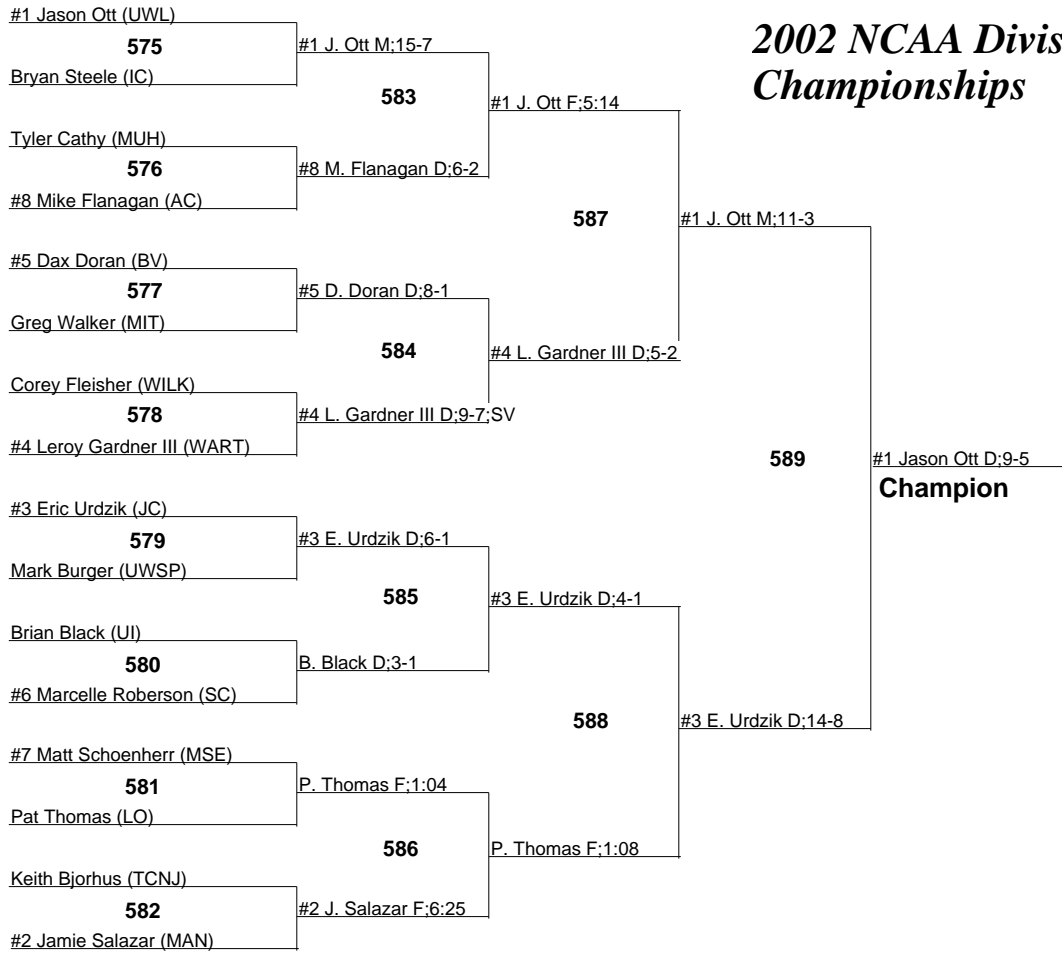 2002 NCAA Divis
Championships
#1 Jason Ott (UWL)
575
Bryan Steele (IC)
#1 J. Ott M;15-7
583
#1 J. Ott F;5:14
Tyler Cathy (MUH)
576
#8 Mike Flanagan (AC)
#8 M. Flanagan D;6-2
587
#1 J. Ott M;11-3
#5 Dax Doran (BV)
577
Greg Walker (MIT)
#5 D. Doran D;8-1
584
#4 L. Gardner III D;5-2
Corey Fleisher (WILK)
578
#4 Leroy Gardner III (WART)
#4 L. Gardner III D;9-7;SV
589
#1 Jason Ott D;9-5
Champion
#3 Eric Urdzik (JC)
579
Mark Burger (UWSP)
#3 E. Urdzik D;6-1
585
#3 E. Urdzik D;4-1
Brian Black (UI)
580
#6 Marcelle Roberson (SC)
B. Black D;3-1
588
#3 E. Urdzik D;14-8
#7 Matt Schoenherr (MSE)
581
Pat Thomas (LO)
P. Thomas F;1:04
586
P. Thomas F;1:08
Keith Bjorhus (TCNJ)
582
#2 Jamie Salazar (MAN)
#2 J. Salazar F;6:25